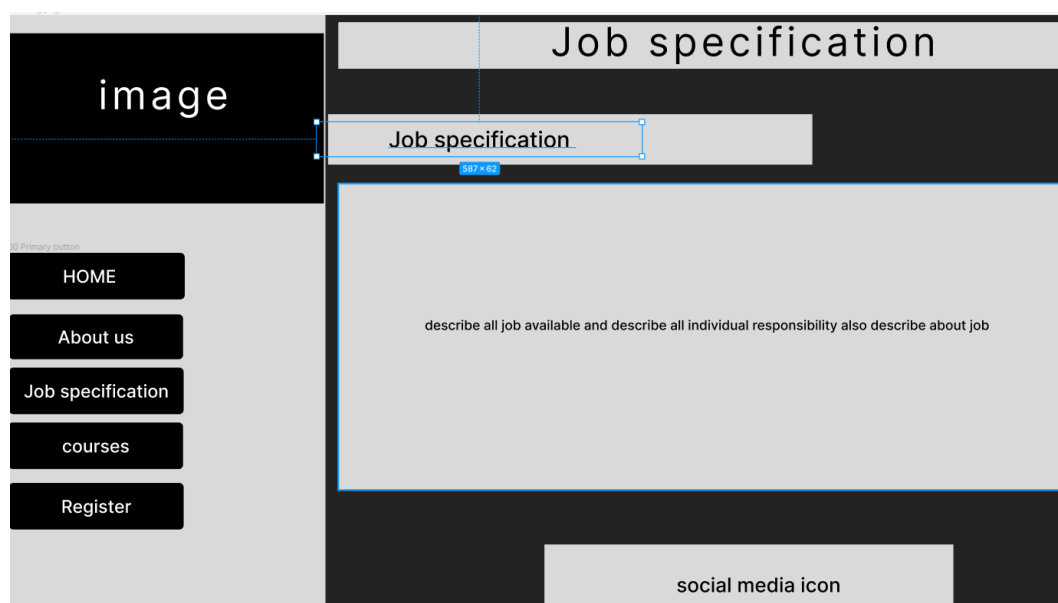 Job specification
image
Job specification
587 × 62
00 Primary button
HOME
About us
Job specification
courses
Register
describe all job available and describe all individual responsibility also describe about job
social media icon